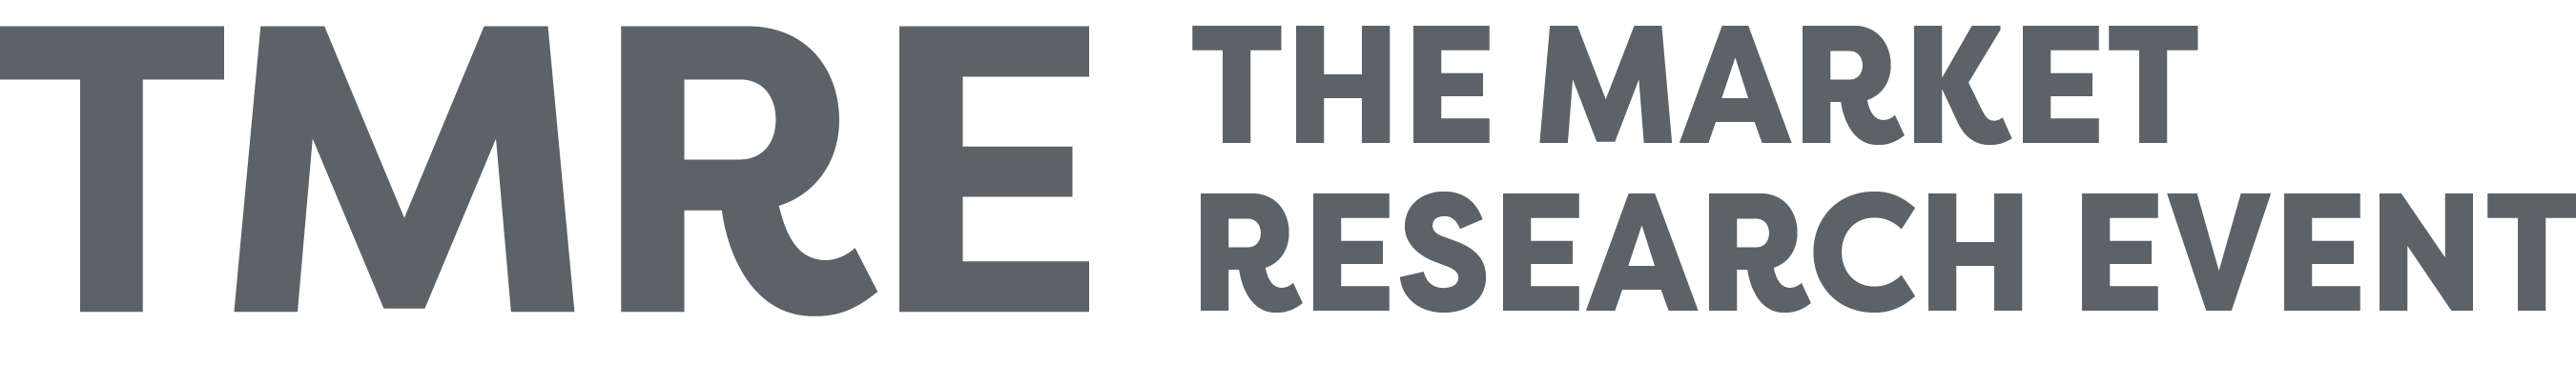 TMRE
THE MARKET
RESEARCH EVENT